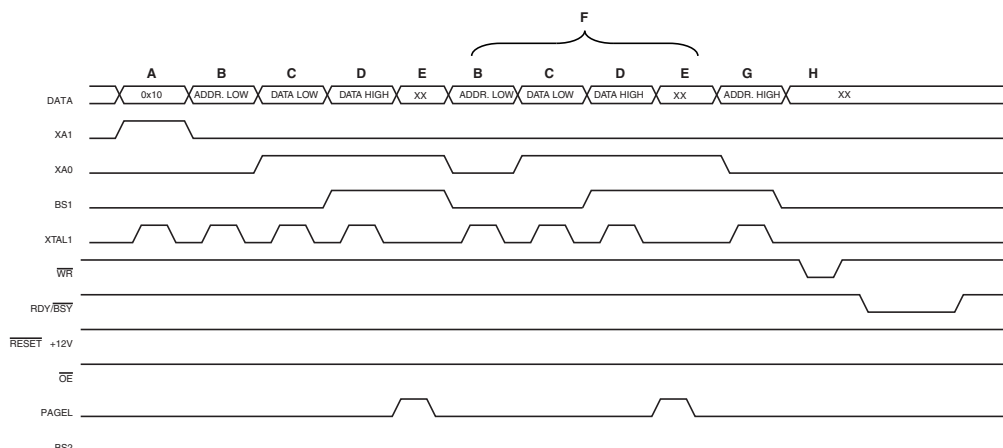 F
A B C D E B C D E G H
DATA 0x10 ADDR. LOW DATA LOW DATA HIGH XX ADDR. LOW DATA LOW DATA HIGH XX ADDR. HIGH XX
XA1
XA0
BS1
XTAL1
WR
RDY/BSY
RESET +12V
OE
PAGEL
BS2